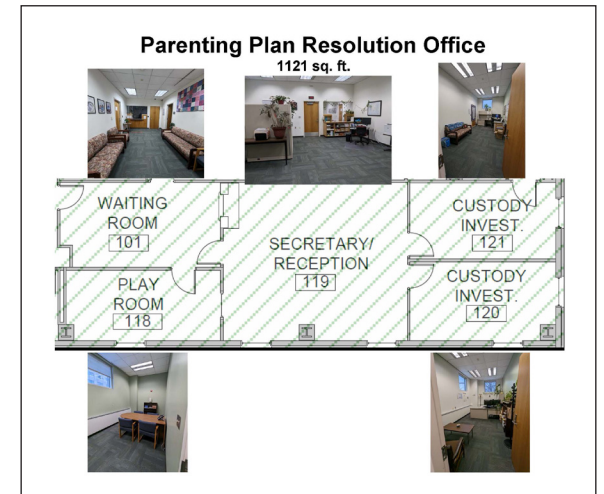 Parenting Plan Resolution Office
1121 sq. ft.
WAITING
ROOM
101
SECRETARY/
RECEPTION
119
CUSTODY
INVEST.
121
PLAY
ROOM
118
CUSTODY
INVEST.
120